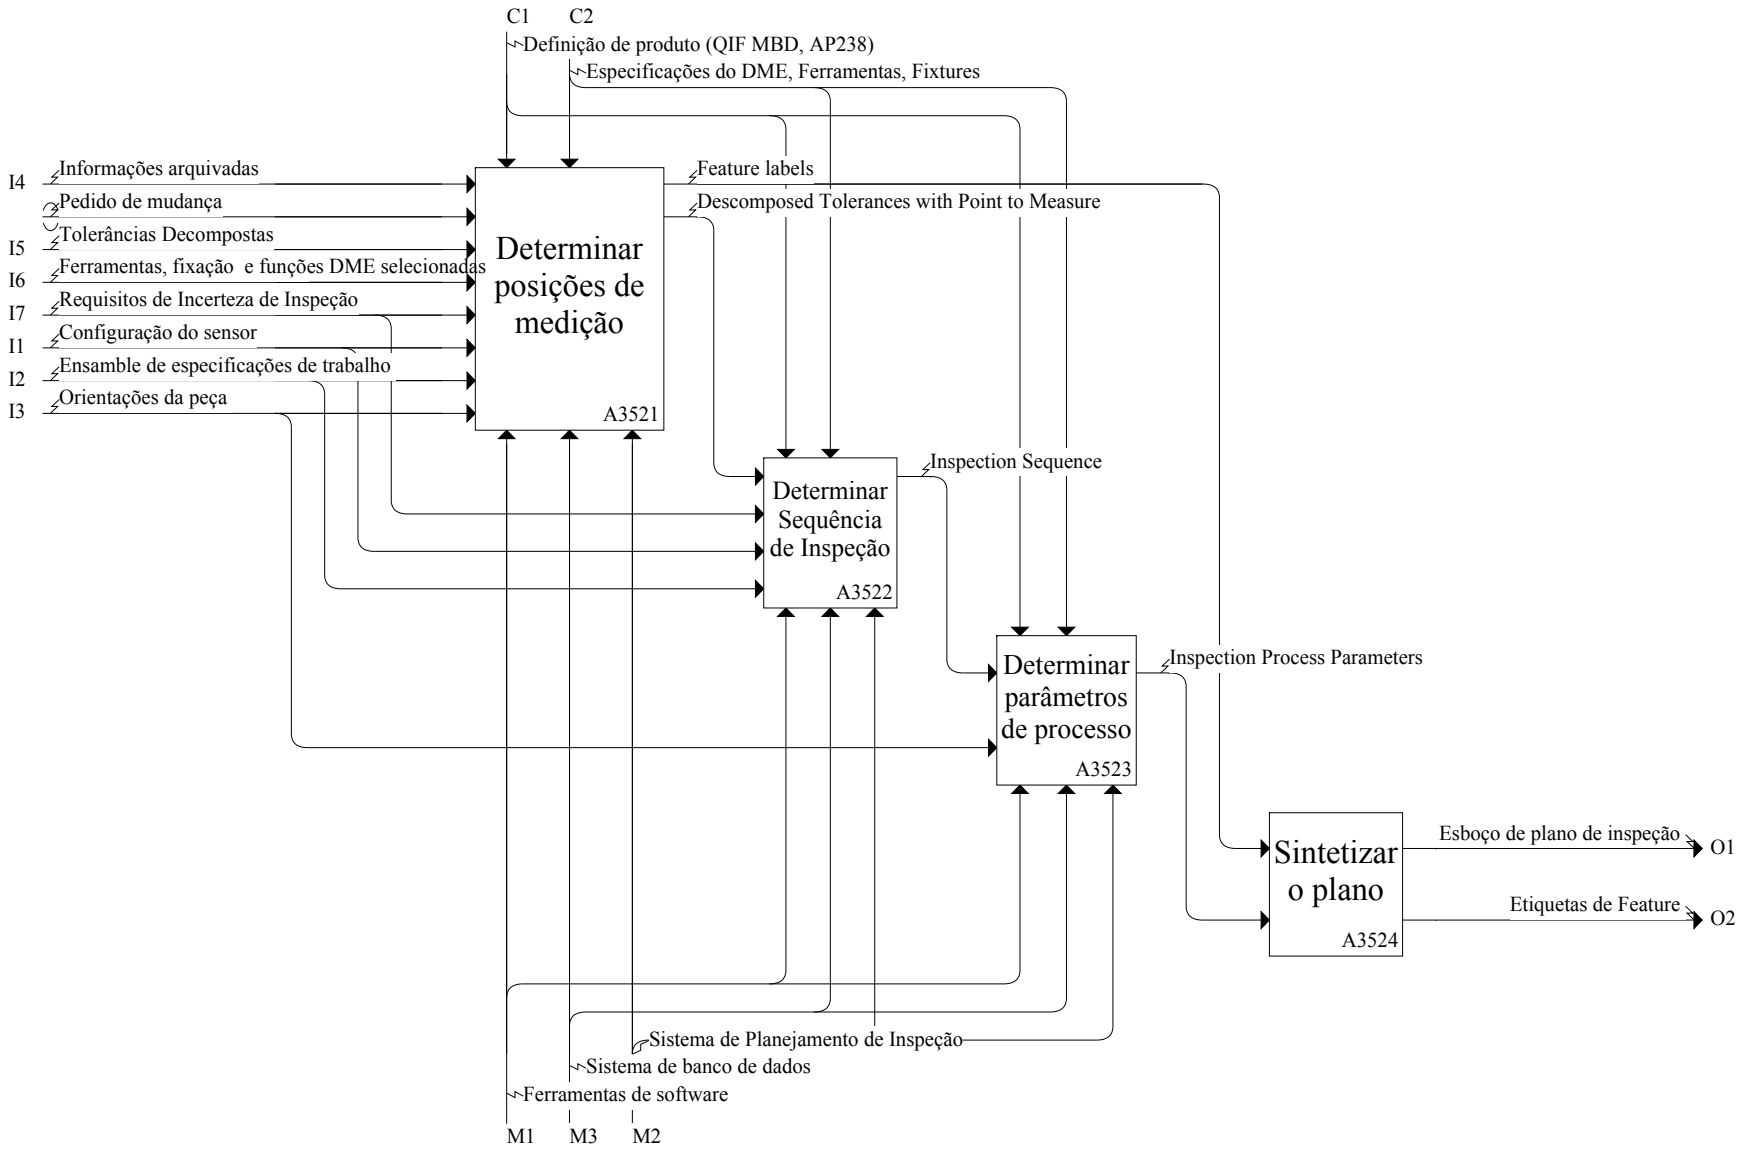 C1
C2
Definição de produto (QIF MBD, AP238)
Especificações do DME, Ferramentas, Fixtures
I4
Informações arquivadas
Pedido de mudança
I5
Tolerâncias Decompostas
I6
Ferramentas, fixação e funções DME selecionadas
I7
Requisitos de Incerteza de Inspeção
I1
Configuração do sensor
I2
Ensamble de especificações de trabalho
I3
Orientações da peça
Determinar
posições de
medição
A3521
Feature labels
Descomposed Tolerances with Point to Measure
Determinar
Sequência
de Inspeção
A3522
Inspection Sequence
Determinar
parâmetros
de processo
A3523
Inspection Process Parameters
Sintetizar
o plano
A3524
Esboço de plano de inspeção
O1
Etiquetas de Feature
O2
Sistema de Planejamento de Inspeção
Sistema de banco de dados
Ferramentas de software
M1
M3
M2